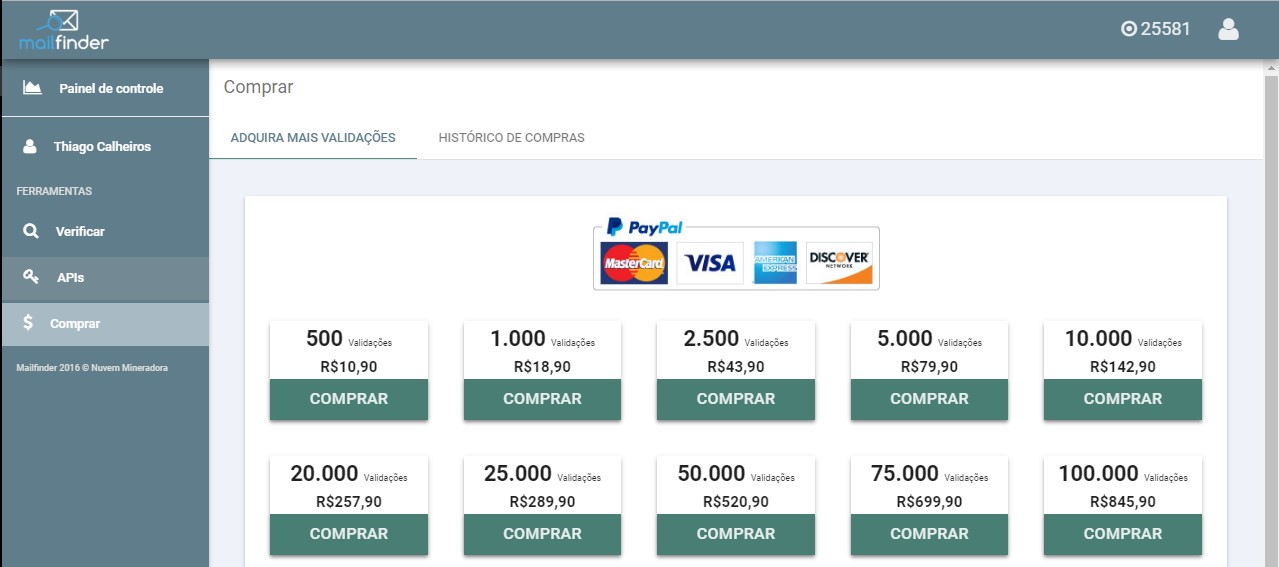 mailfinder
25581
Painel de controle
Thiago Calheiros
FERRAMENTAS
Verificar
APIs
Comprar
Mailfinder 2016 © Nuvem Mineradora
Comprar
ADQUIRA MAIS VALIDAÇÕES HISTÓRICO DE COMPRAS
PayPal
MasterCard VISA AMERICAN EXPRESS DISCOVER NETWORK
500 Validações 1.000 Validações 2.500 Validações 5.000 Validações 10.000 Validações
R$10,90 R$18,90 R$43,90 R$79,90 R$142,90
COMPRAR COMPRAR COMPRAR COMPRAR COMPRAR
20.000 Validações 25.000 Validações 50.000 Validações 75.000 Validações 100.000 Validações
R$257,90 R$289,90 R$520,90 R$699,90 R$845,90
COMPRAR COMPRAR COMPRAR COMPRAR COMPRAR